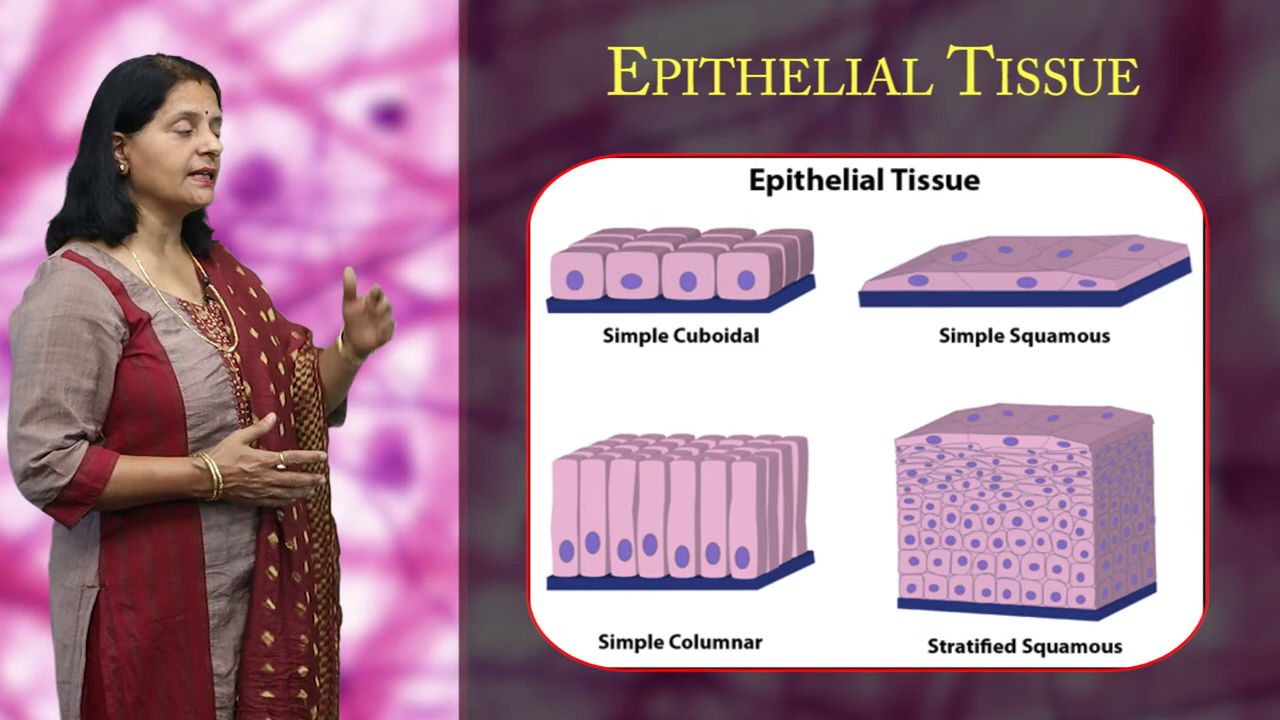 EPITHELIAL TISSUE
Epithelial Tissue
Simple Cuboidal
Simple Squamous
Simple Columnar
Stratified Squamous